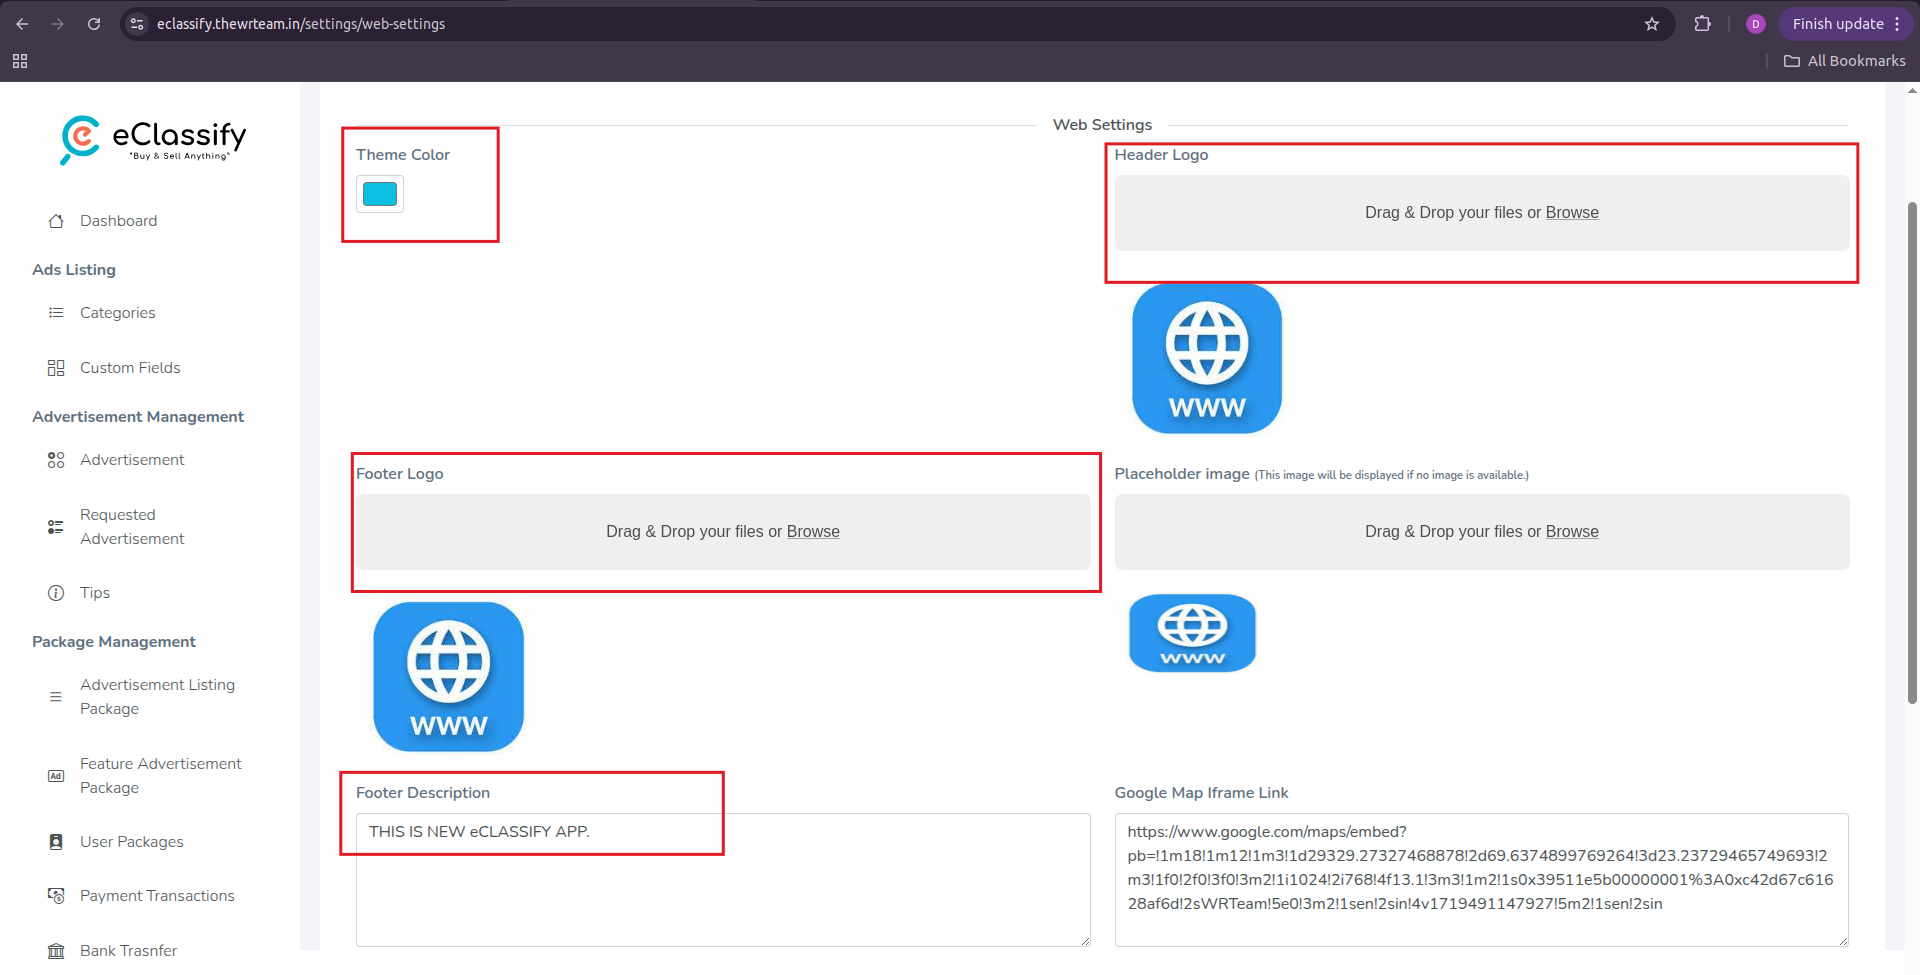 eclassify.thewrteam.in/settings/web-settings
D
Finish update
All Bookmarks
eClassify
"Buy & Sell Anything"
Dashboard
Ads Listing
Categories
Custom Fields
Advertisement Management
Advertisement
Requested
Advertisement
Tips
Package Management
Advertisement Listing
Package
Ad
Feature Advertisement
Package
User Packages
Payment Transactions
Bank Trasnfer
Web Settings
Theme Color
Header Logo
Drag & Drop your files or Browse
www
Footer Logo
Drag & Drop your files or Browse
www
Placeholder image (This image will be displayed if no image is available.)
Drag & Drop your files or Browse
www
Footer Description
THIS IS NEW eCLASSIFY APP.
Google Map Iframe Link
https://www.google.com/maps/embed?
pb=!1m18!1m12!1m3!1d29329.27327468878!2d69.6374899769264!3d23.23729465749693!2
m3!1f0!2f0!3f0!3m2!1i1024!2i768!4f13.1!3m3!1m2!1s0x39511e5b00000001%3A0xc42d67c616
28af6d!2sWRTeam!5e0!3m2!1sen!2sin!4v1719491147927!5m2!1sen!2sin